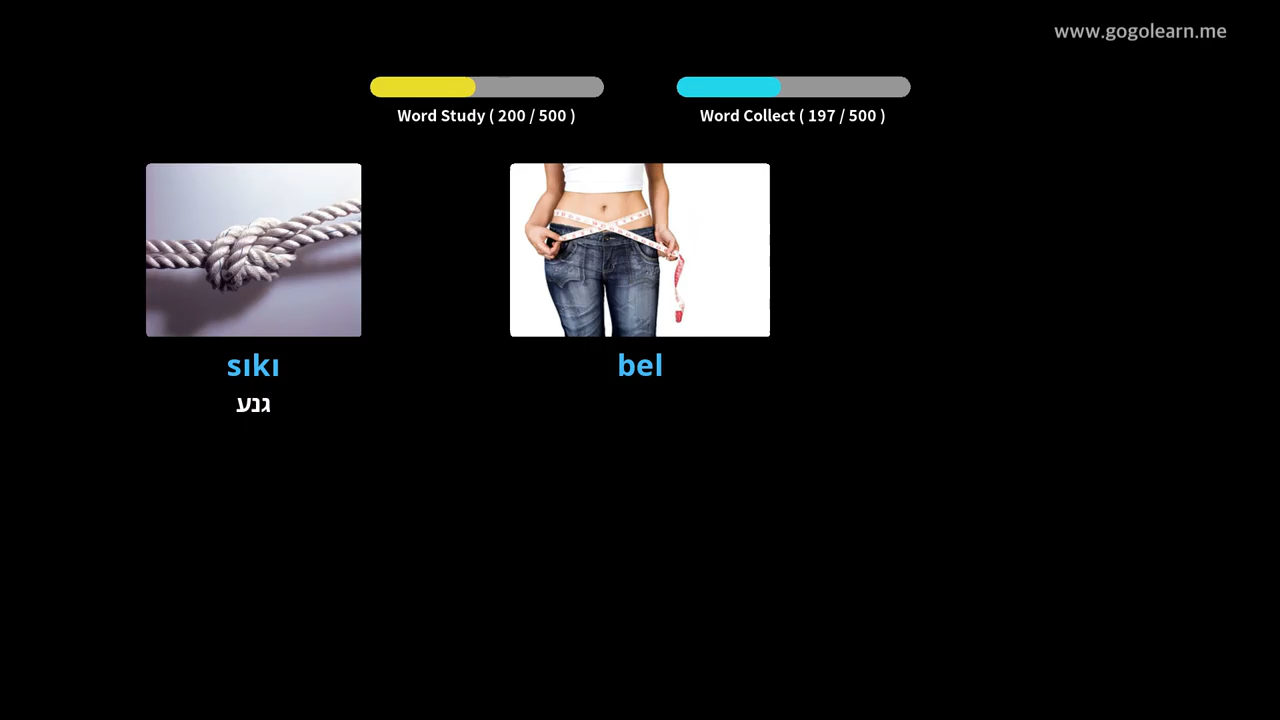 www.gogolearn.me
Word Study ( 200 / 500 )
Word Collect ( 197 / 500 )
sıkı
גנע
bel